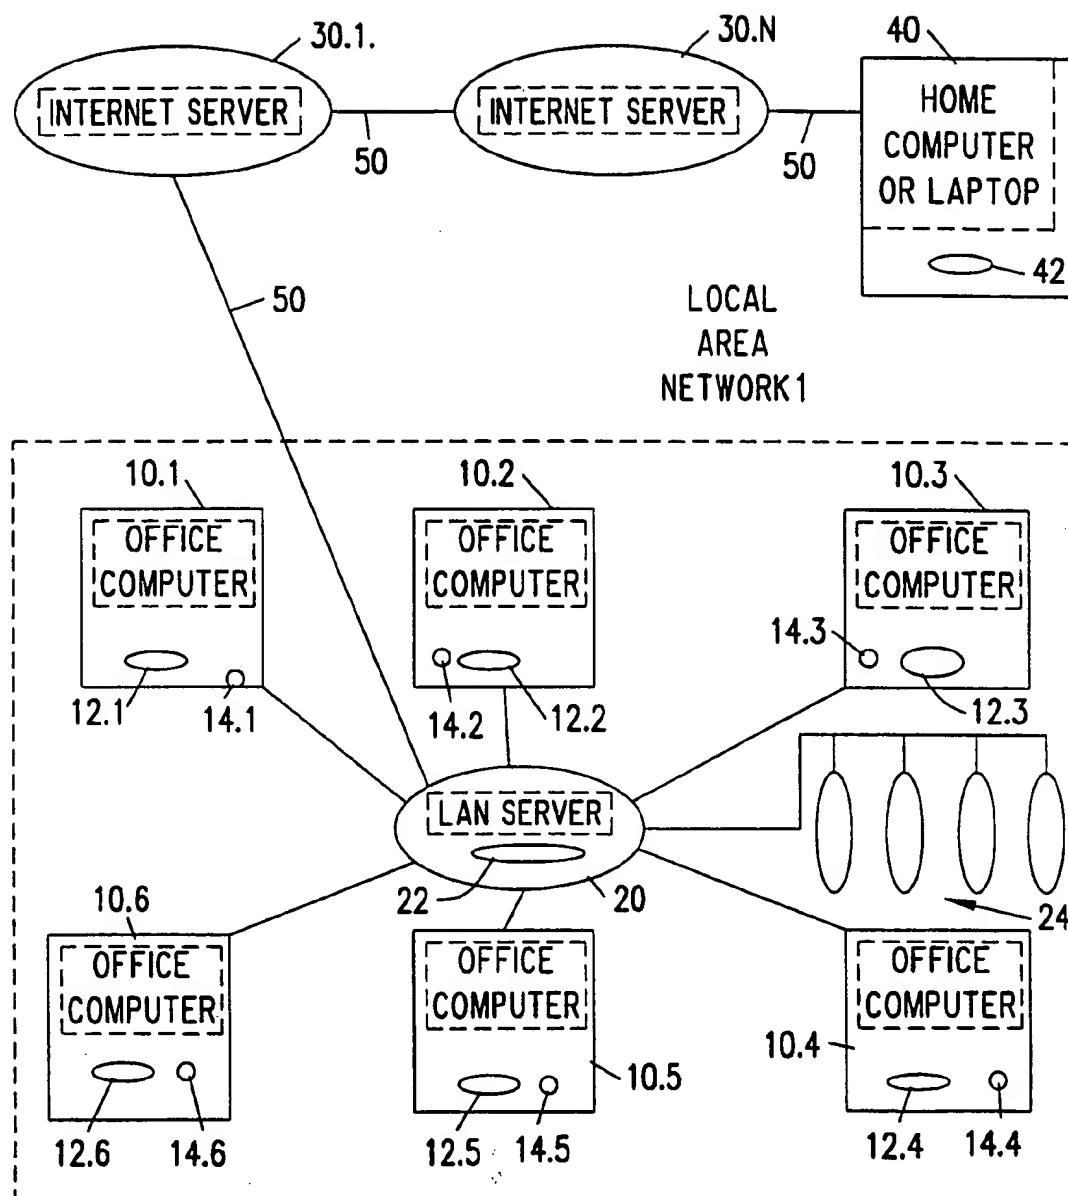 30.1.
30.N
40
INTERNET SERVER
INTERNET SERVER
HOME
COMPUTER
OR LAPTOP
50
50
42
50
LOCAL
AREA
NETWORK1
10.1
10.2
10.3
OFFICE
COMPUTER
OFFICE
COMPUTER
OFFICE
COMPUTER
14.3
12.1
14.1
14.2
12.2
12.3
LAN SERVER
22
20
24
10.6
OFFICE
COMPUTER
OFFICE
COMPUTER
OFFICE
COMPUTER
10.5
10.4
12.6
14.6
12.5
14.5
12.4
14.4